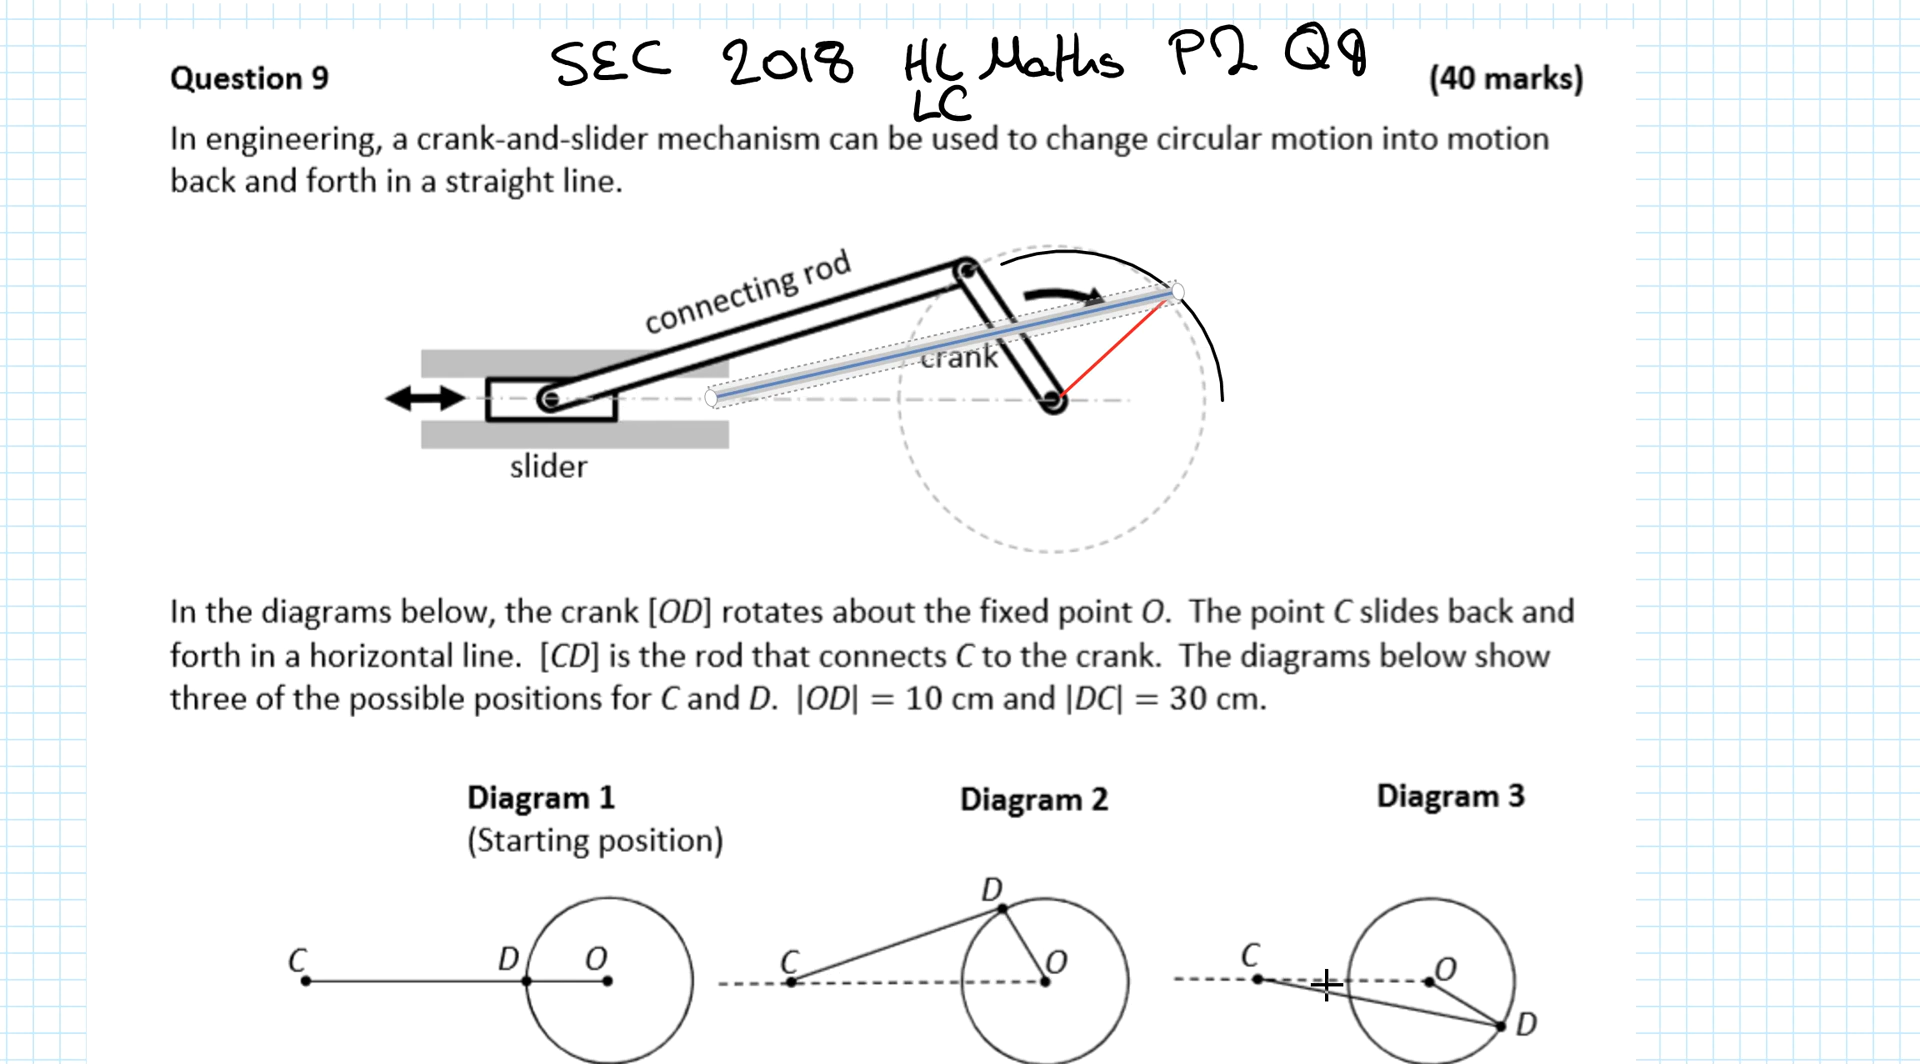 SEC 2018 HL Maths P2 Q9
LC
Question 9 (40 marks)
In engineering, a crank-and-slider mechanism can be used to change circular motion into motion
back and forth in a straight line.
connecting rod
crank
slider
In the diagrams below, the crank [OD] rotates about the fixed point O. The point C slides back and
forth in a horizontal line. [CD] is the rod that connects C to the crank. The diagrams below show
three of the possible positions for C and D. |OD| = 10 cm and |DC| = 30 cm.
Diagram 1
(Starting position)
Diagram 2
Diagram 3
C D O
D
C O
C O
D